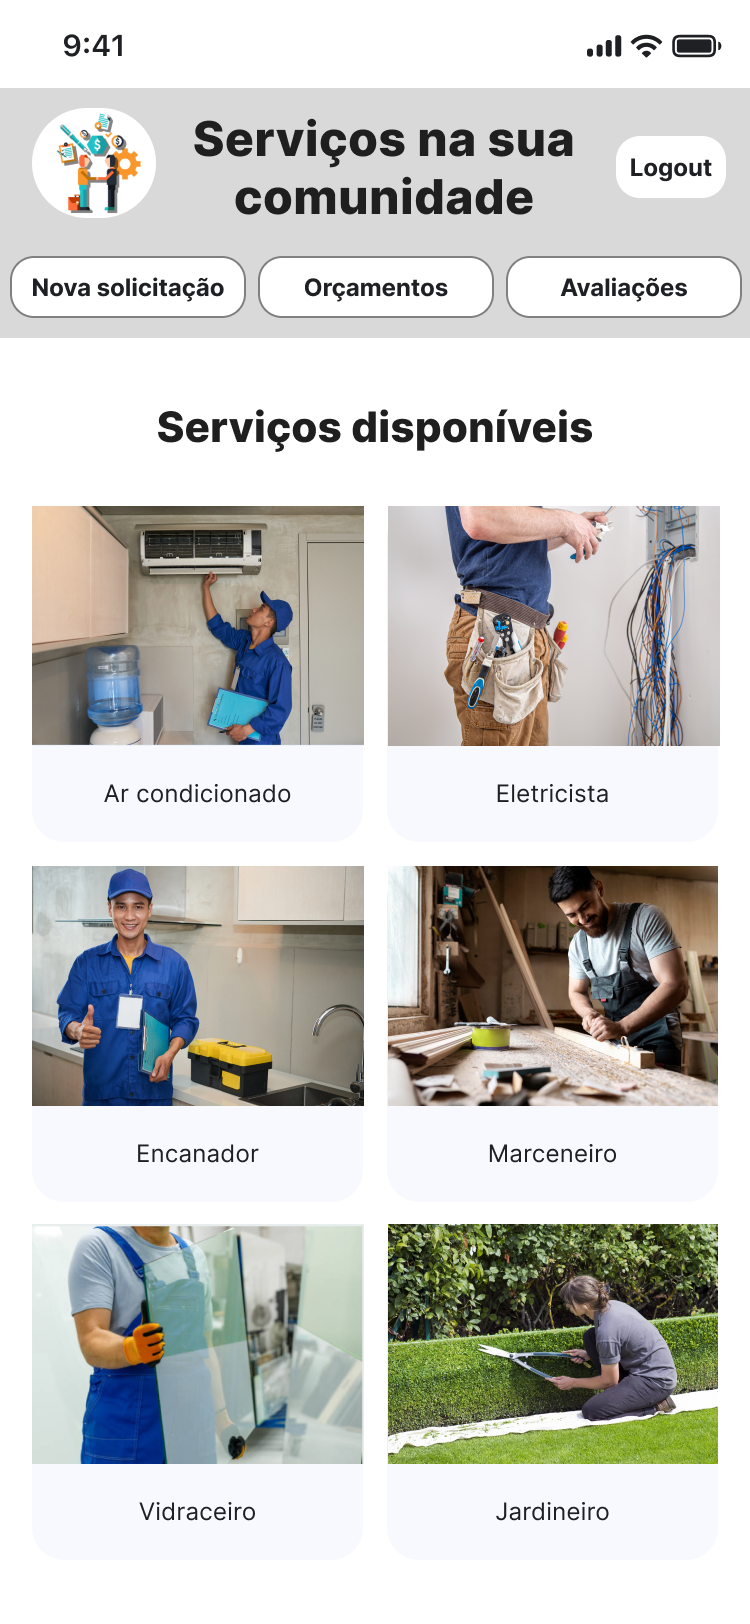 9:41
Serviços na sua
comunidade
Logout
Nova solicitação
Orçamentos
Avaliações
Serviços disponíveis
Ar condicionado
Eletricista
Encanador
Marceneiro
Vidraceiro
Jardineiro